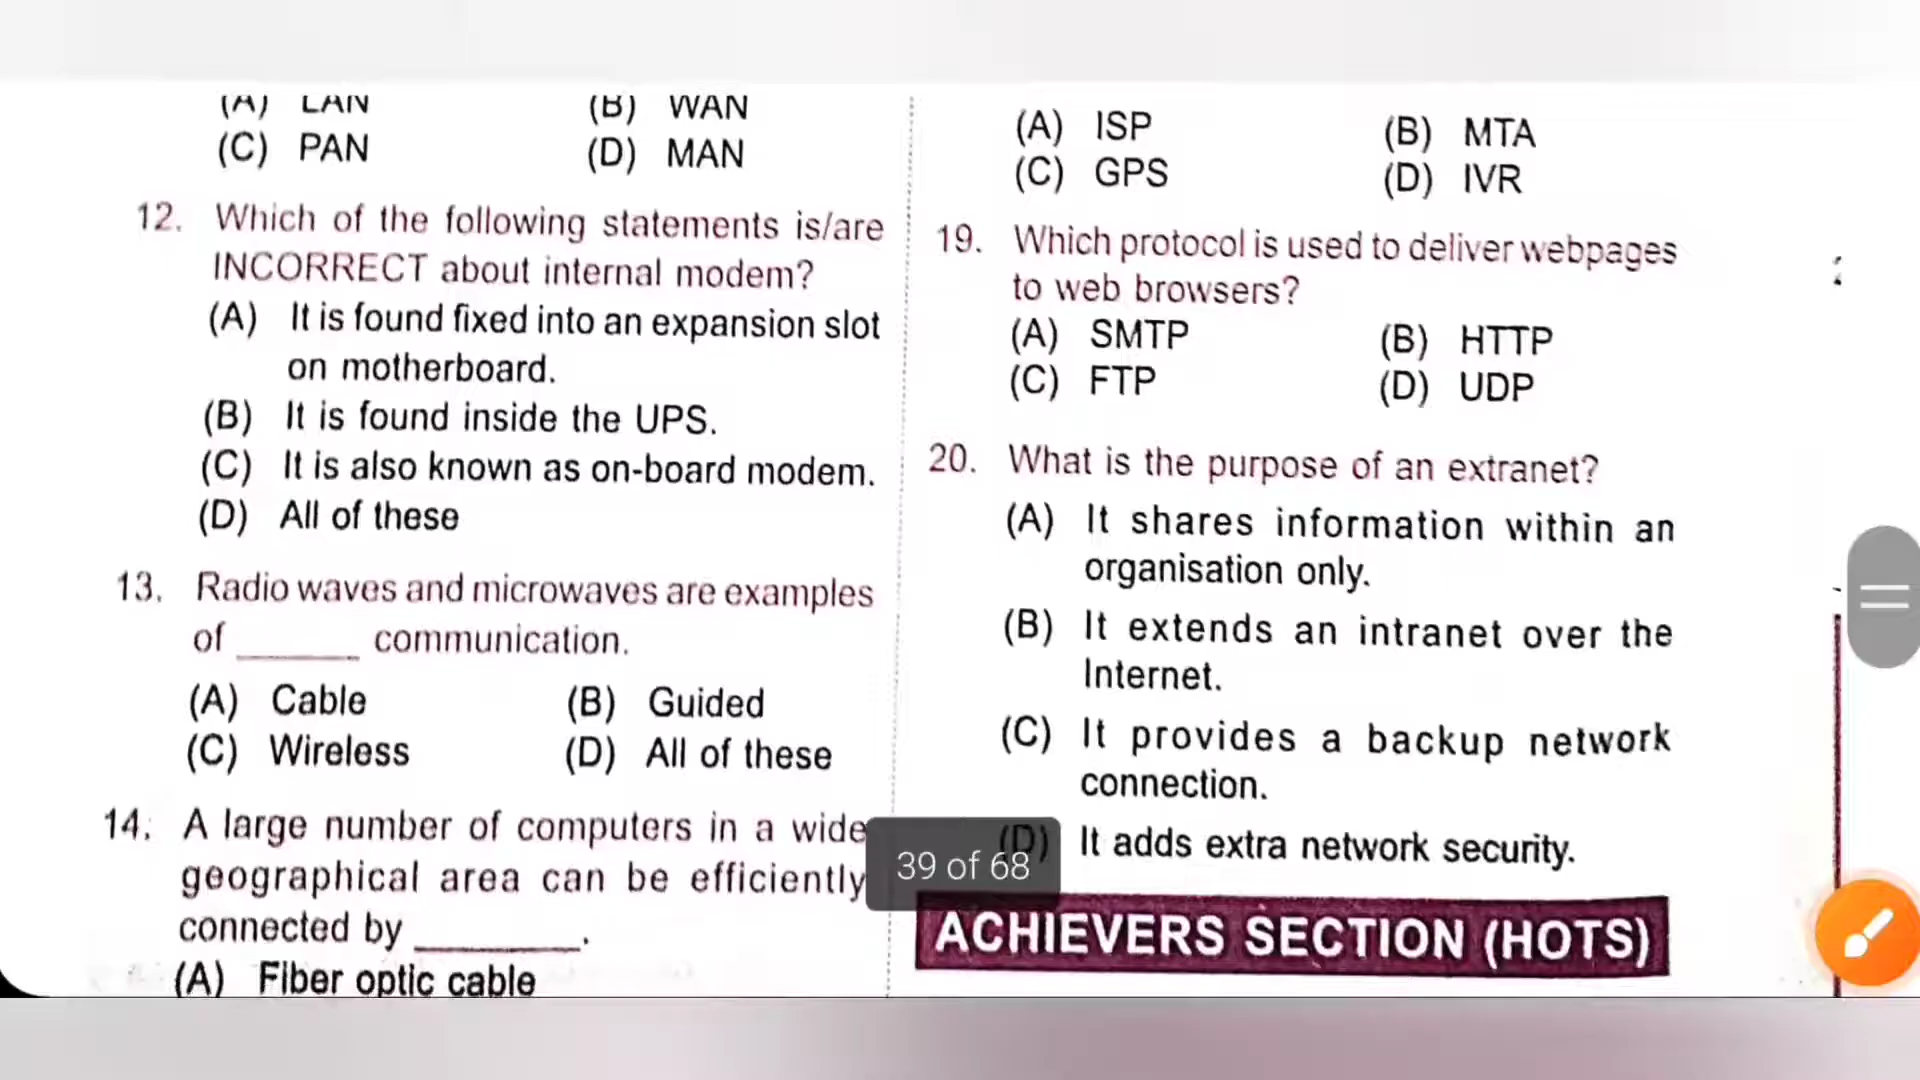 (A) LAN (B) WAN
(C) PAN (D) MAN
12. Which of the following statements is/are
INCORRECT about internal modem?
(A) It is found fixed into an expansion slot
on motherboard.
(B) It is found inside the UPS.
(C) It is also known as on-board modem.
(D) All of these
13. Radio waves and microwaves are examples
of ______ communication.
(A) Cable (B) Guided
(C) Wireless (D) All of these
14. A large number of computers in a wide
geographical area can be efficiently
connected by ________.
(A) Fiber optic cable
(A) ISP (B) MTA
(C) GPS (D) IVR
19. Which protocol is used to deliver webpages
to web browsers?
(A) SMTP (B) HTTP
(C) FTP (D) UDP
20. What is the purpose of an extranet?
(A) It shares information within an
organisation only.
(B) It extends an intranet over the
Internet.
(C) It provides a backup network
connection.
(D) It adds extra network security.
39 of 68
ACHIEVERS SECTION (HOTS)